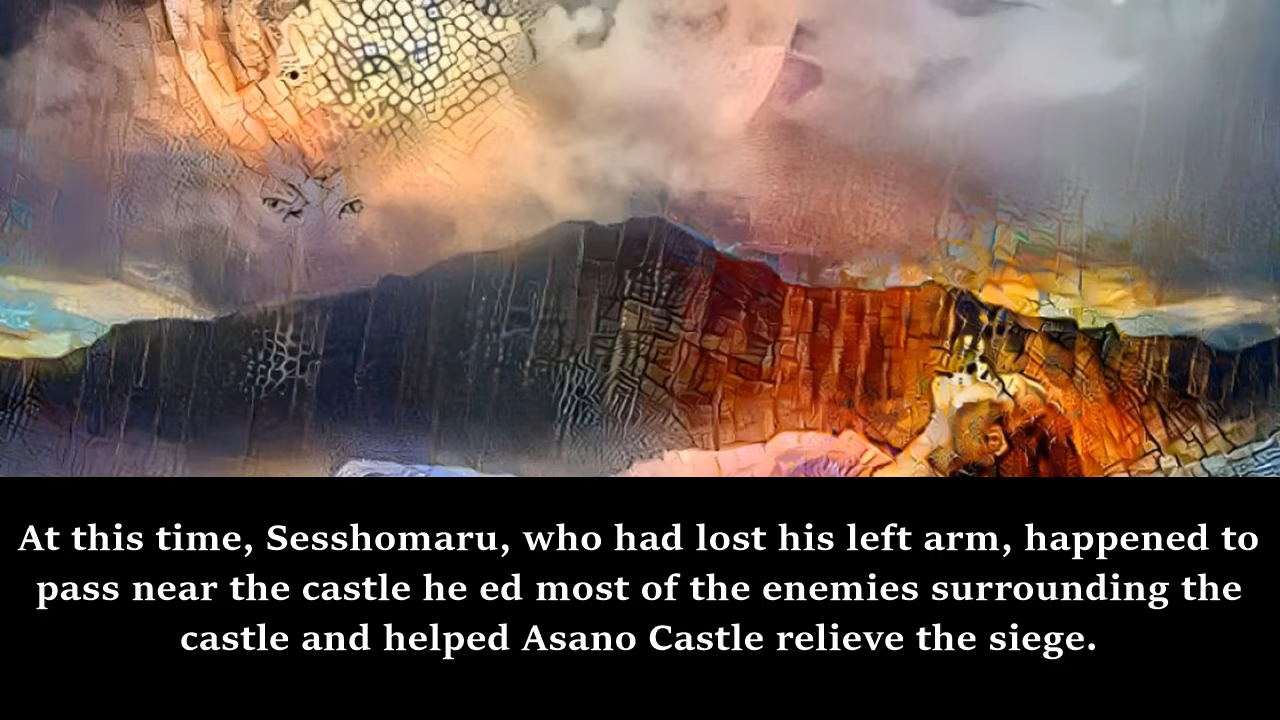 At this time, Sesshomaru, who had lost his left arm, happened to
pass near the castle he ed most of the enemies surrounding the
castle and helped Asano Castle relieve the siege.